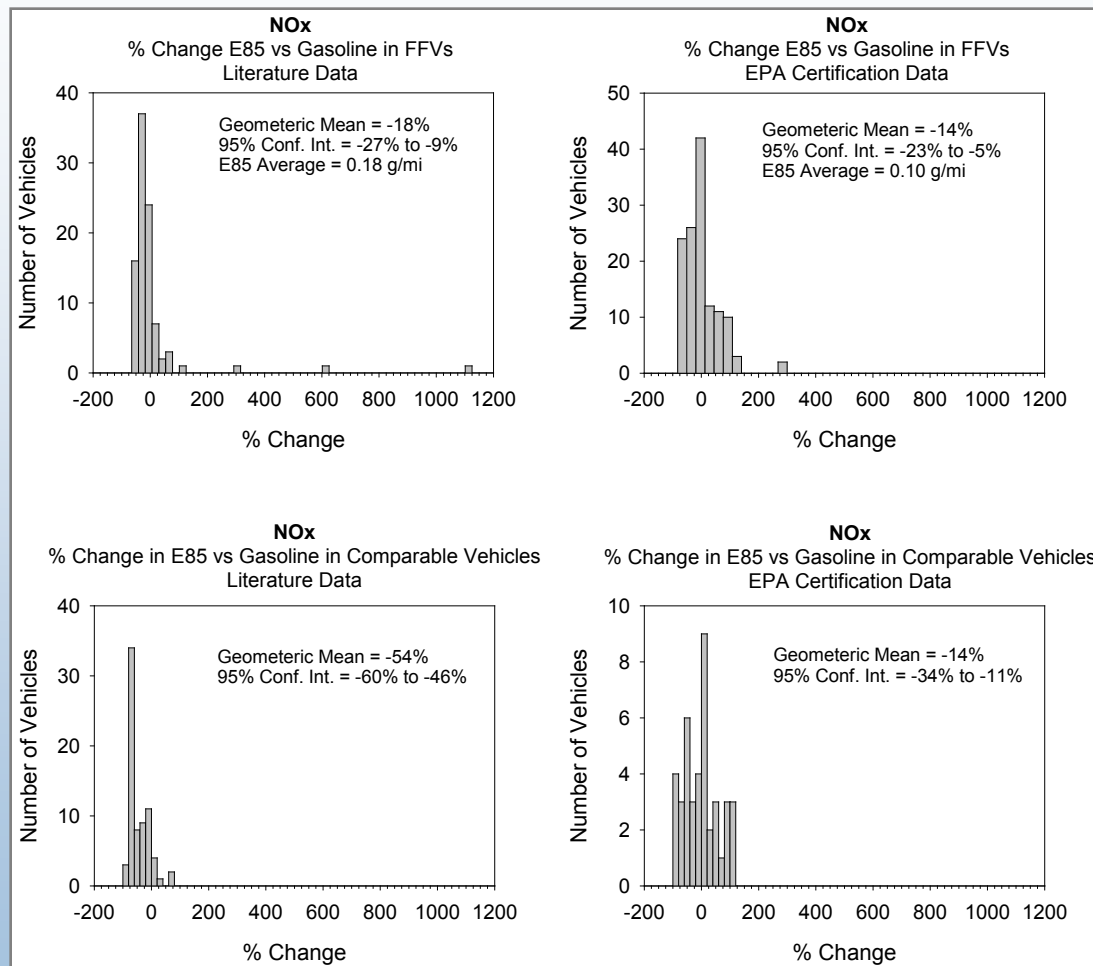 NOx
% Change E85 vs Gasoline in FFVs
Literature Data
Number of Vehicles
40
30
20
10
0
Geometeric Mean = -18%
95% Conf. Int. = -27% to -9%
E85 Average = 0.18 g/mi
-200 0 200 400 600 800 1000 1200
% Change
NOx
% Change E85 vs Gasoline in FFVs
EPA Certification Data
Number of Vehicles
50
40
30
20
10
0
Geometeric Mean = -14%
95% Conf. Int. = -23% to -5%
E85 Average = 0.10 g/mi
-200 0 200 400 600 800 1000 1200
% Change
NOx
% Change in E85 vs Gasoline in Comparable Vehicles
Literature Data
Number of Vehicles
40
30
20
10
0
Geometeric Mean = -54%
95% Conf. Int. = -60% to -46%
-200 0 200 400 600 800 1000 1200
% Change
NOx
% Change in E85 vs Gasoline in Comparable Vehicles
EPA Certification Data
Number of Vehicles
10
8
6
4
2
0
Geometeric Mean = -14%
95% Conf. Int. = -34% to -11%
-200 0 200 400 600 800 1000 1200
% Change